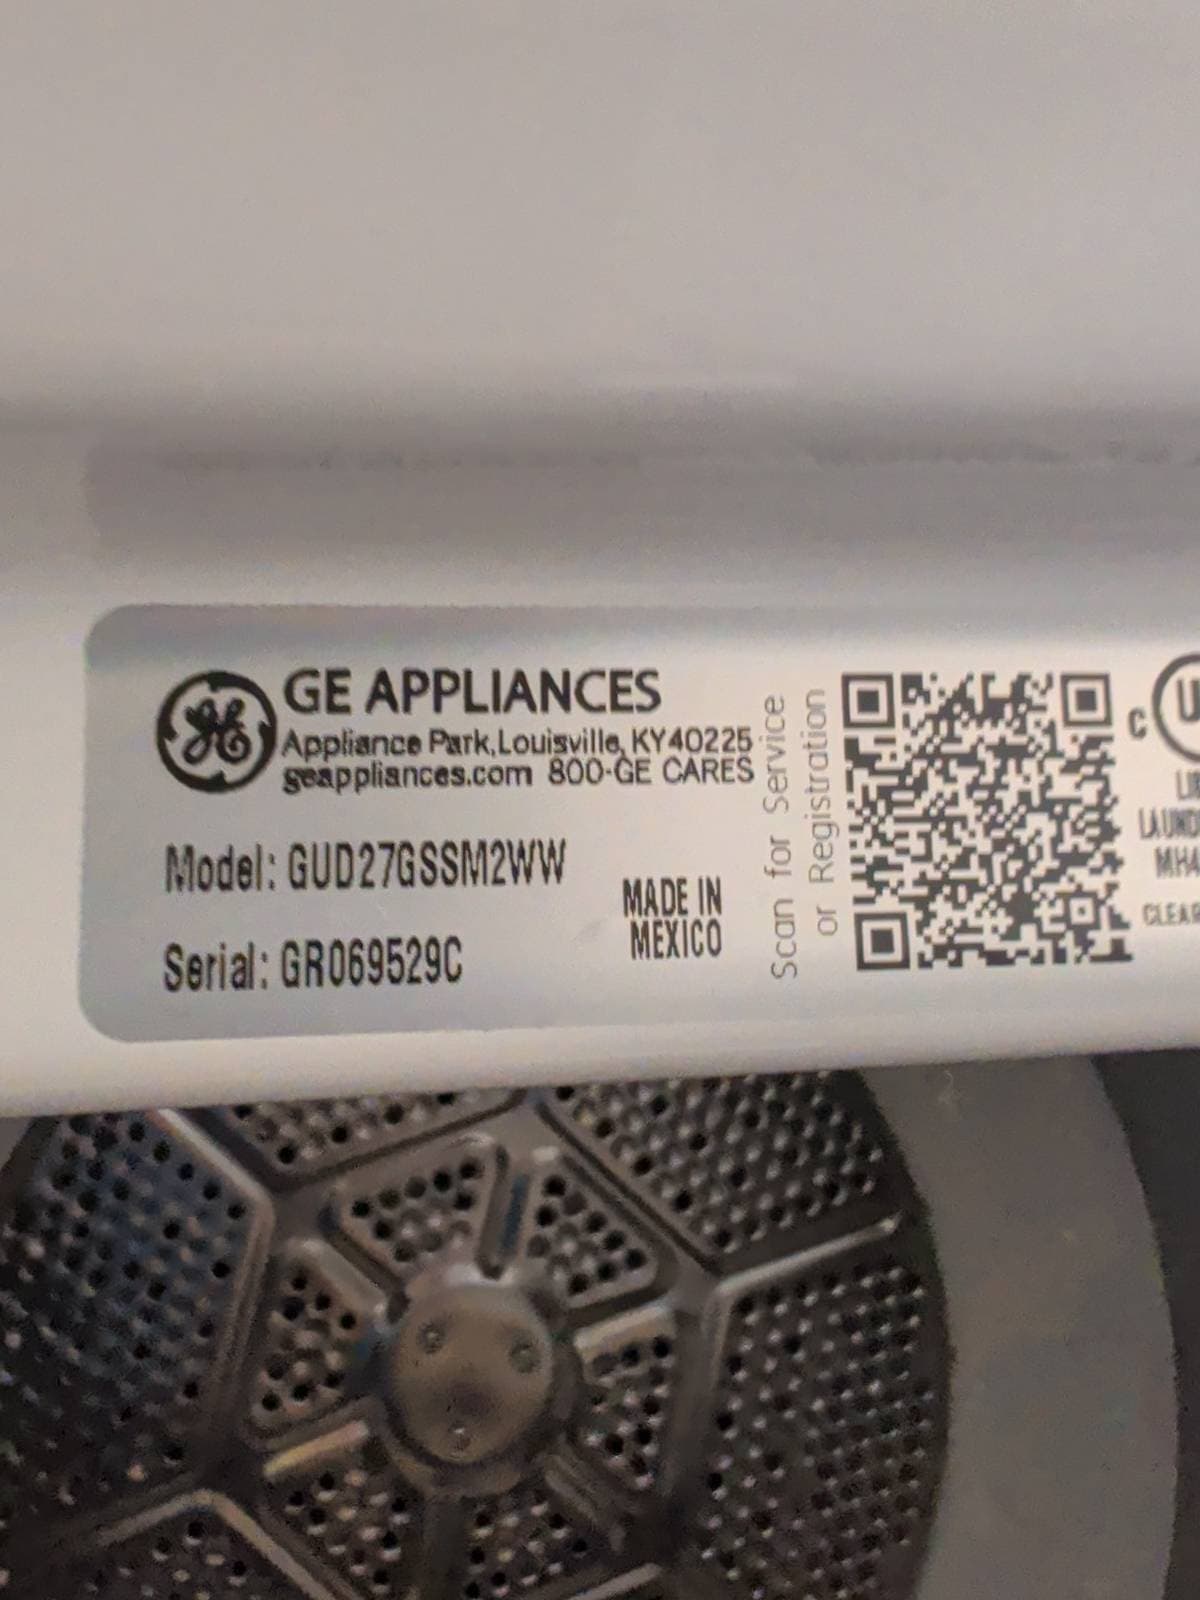 GE APPLIANCES
Appliance Park, Louisville, KY 40225
geappliances.com 800-GE CARES
Model: GUD27GSSM2WW
Serial: GR069529C
MADE IN
MEXICO
Scan for Service
or Registration
C